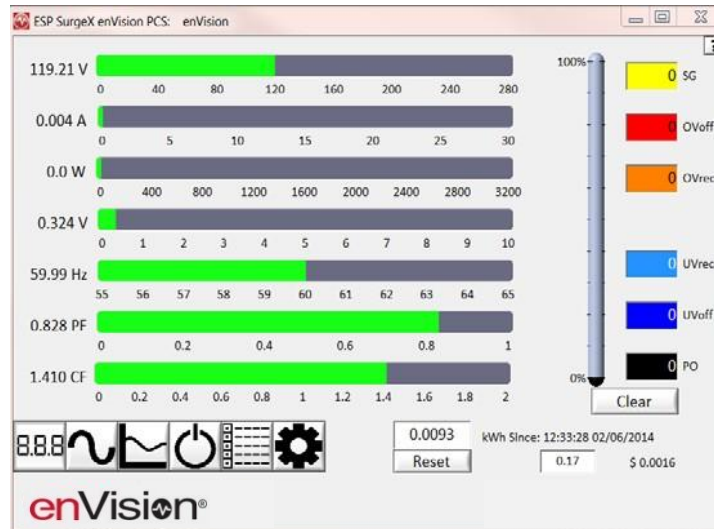 ESP SurgeX enVision PCS: enVision
119.21 V
0 40 80 120 160 200 240 280
0.004 A
0 5 10 15 20 25 30
0.0 W
0 400 800 1200 1600 2000 2400 2800 3200
0.324 V
0 1 2 3 4 5 6 7 8 9 10
59.99 Hz
55 56 57 58 59 60 61 62 63 64 65
0.828 PF
0 0.2 0.4 0.6 0.8 1
1.410 CF
0 0.2 0.4 0.6 0.8 1 1.2 1.4 1.6 1.8 2
100%
0%
0 SG
0 OVoff
0 OVrec
0 UVrec
0 UVoff
0 PO
Clear
8.8.8
0.0093 kWh Since: 12:33:28 02/06/2014
Reset 0.17 $ 0.0016
enVision®